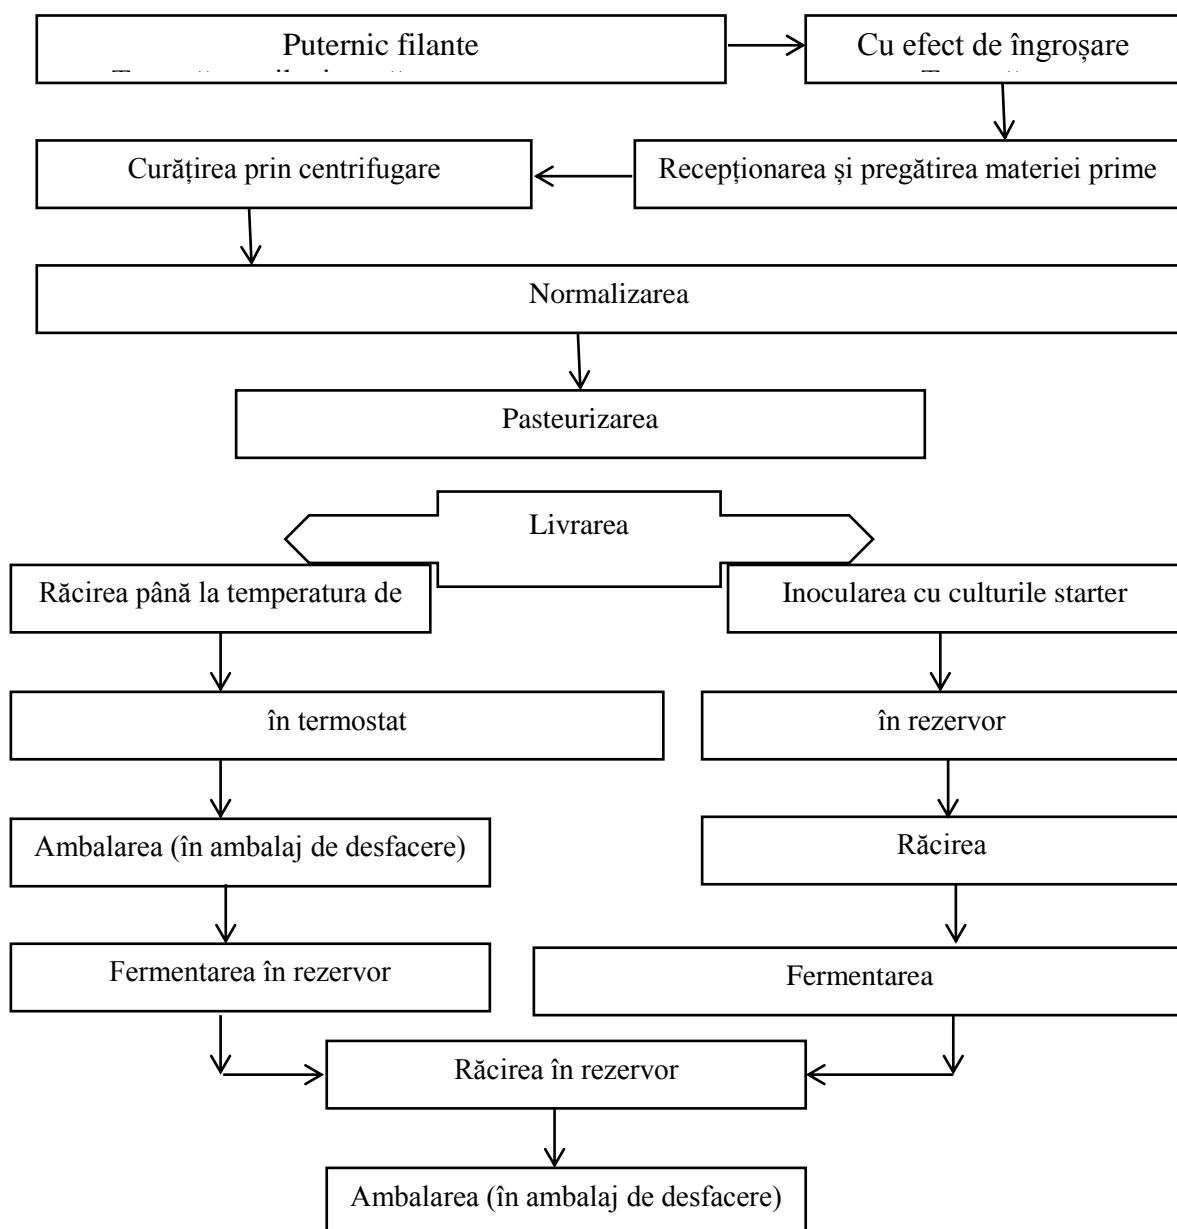 Puternic filante
Cu efect de îngroșare
Curățirea prin centrifugare
Recepționarea și pregătirea materiei prime
Normalizarea
Pasteurizarea
Livrarea
Răcirea până la temperatura de
Inocularea cu culturile starter
în termostat
în rezervor
Ambalarea (în ambalaj de desfacere)
Răcirea
Fermentarea în rezervor
Fermentarea
Răcirea în rezervor
Ambalarea (în ambalaj de desfacere)